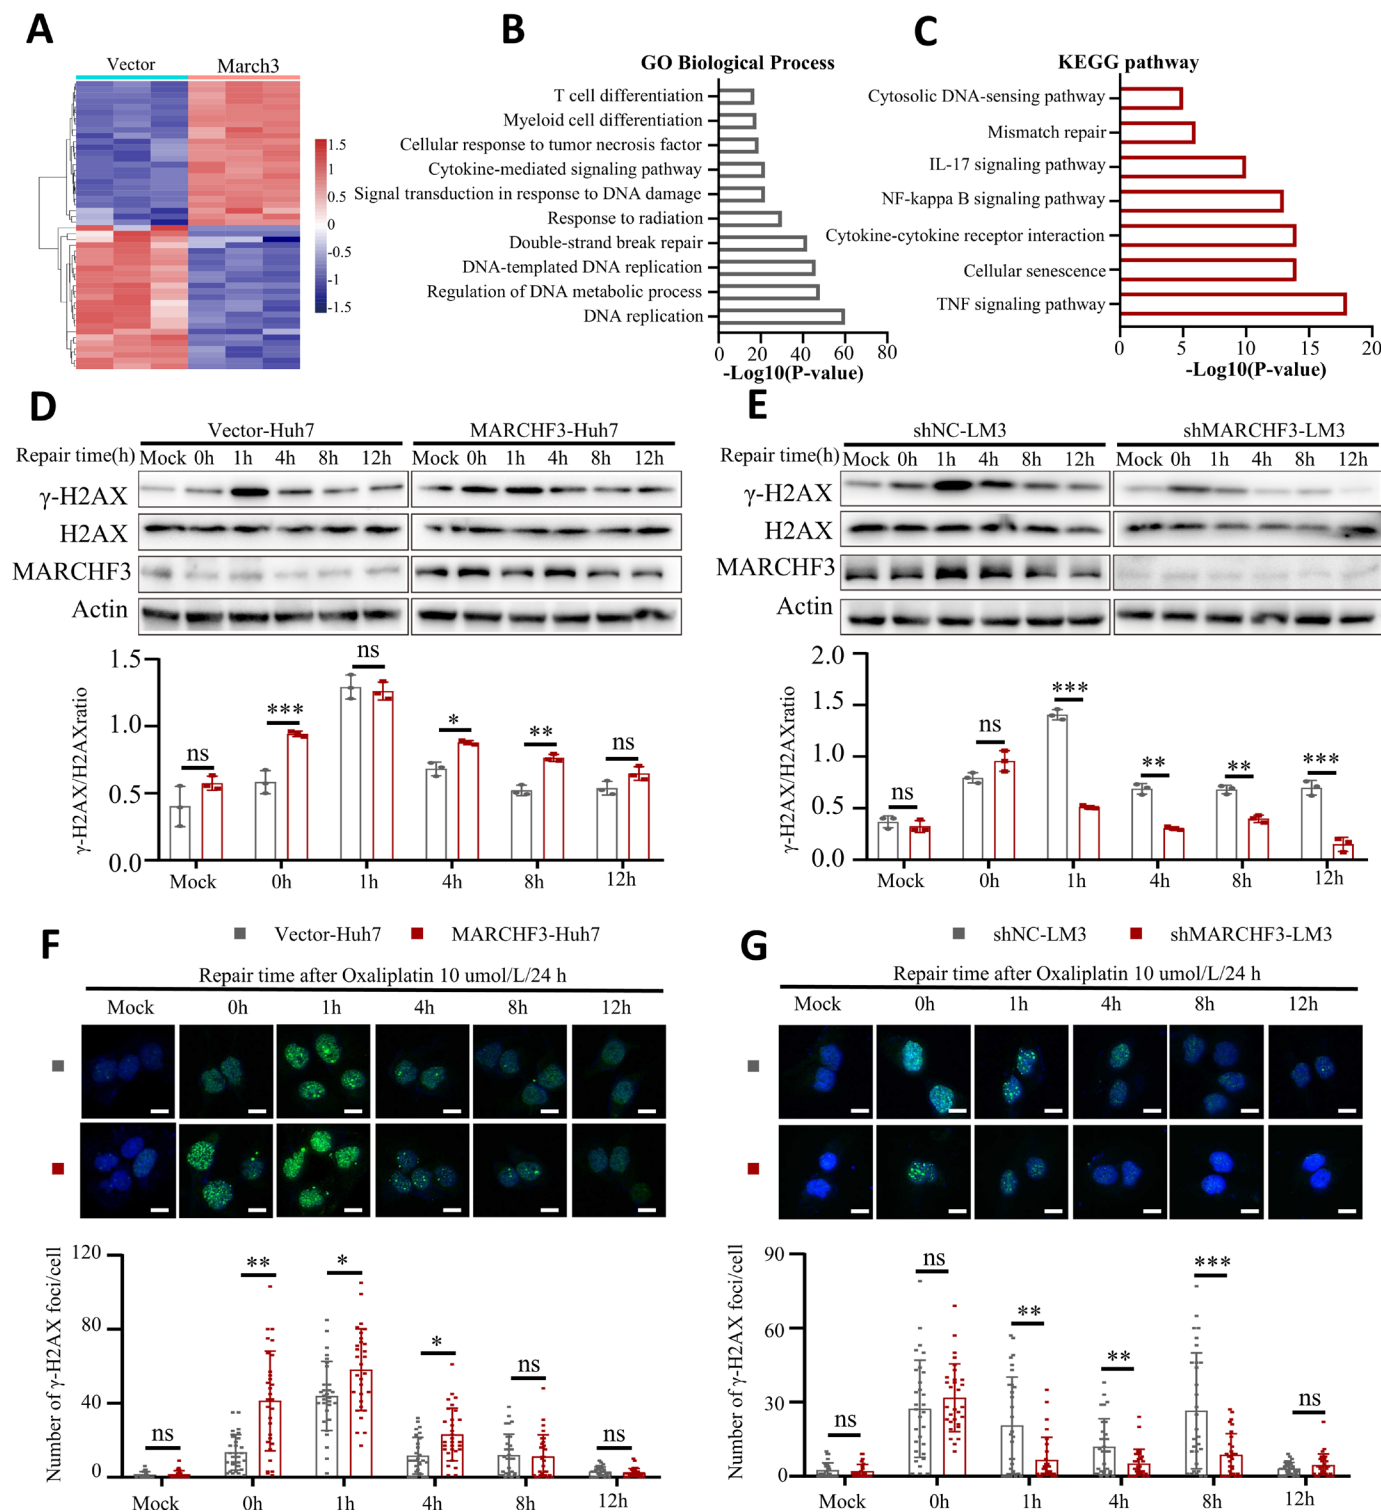 A
Vector March3
1.5
1
0.5
0
-0.5
-1
-1.5
B
GO Biological Process
T cell differentiation
Myeloid cell differentiation
Cellular response to tumor necrosis factor
Cytokine-mediated signaling pathway
Signal transduction in response to DNA damage
Response to radiation
Double-strand break repair
DNA-templated DNA replication
Regulation of DNA metabolic process
DNA replication
0 20 40 60 80
-Log10(P-value)
C
KEGG pathway
Cytosolic DNA-sensing pathway
Mismatch repair
IL-17 signaling pathway
NF-kappa B signaling pathway
Cytokine-cytokine receptor interaction
Cellular senescence
TNF signaling pathway
0 5 10 15 20
-Log10(P-value)
D
Vector-Huh7 MARCHF3-Huh7
Repair time(h) Mock 0h 1h 4h 8h 12h Mock 0h 1h 4h 8h 12h
γ-H2AX
H2AX
MARCHF3
Actin
γ-H2AX/H2AXratio
1.5
1.0
0.5
0.0
ns *** ns * ** ns
Mock 0h 1h 4h 8h 12h
E
shNC-LM3 shMARCHF3-LM3
Repair time(h) Mock 0h 1h 4h 8h 12h Mock 0h 1h 4h 8h 12h
γ-H2AX
H2AX
MARCHF3
Actin
γ-H2AX/H2AXratio
2.0
1.5
1.0
0.5
0.0
ns ns *** ** ** ***
Mock 0h 1h 4h 8h 12h
F
Vector-Huh7 MARCHF3-Huh7
Repair time after Oxaliplatin 10 umol/L/24 h
Mock 0h 1h 4h 8h 12h
Number of γ-H2AX foci/cell
120
80
40
0
ns ** * * ns ns
Mock 0h 1h 4h 8h 12h
G
shNC-LM3 shMARCHF3-LM3
Repair time after Oxaliplatin 10 umol/L/24 h
Mock 0h 1h 4h 8h 12h
Number of γ-H2AX foci/cell
90
60
30
0
ns ns ** ** *** ns
Mock 0h 1h 4h 8h 12h